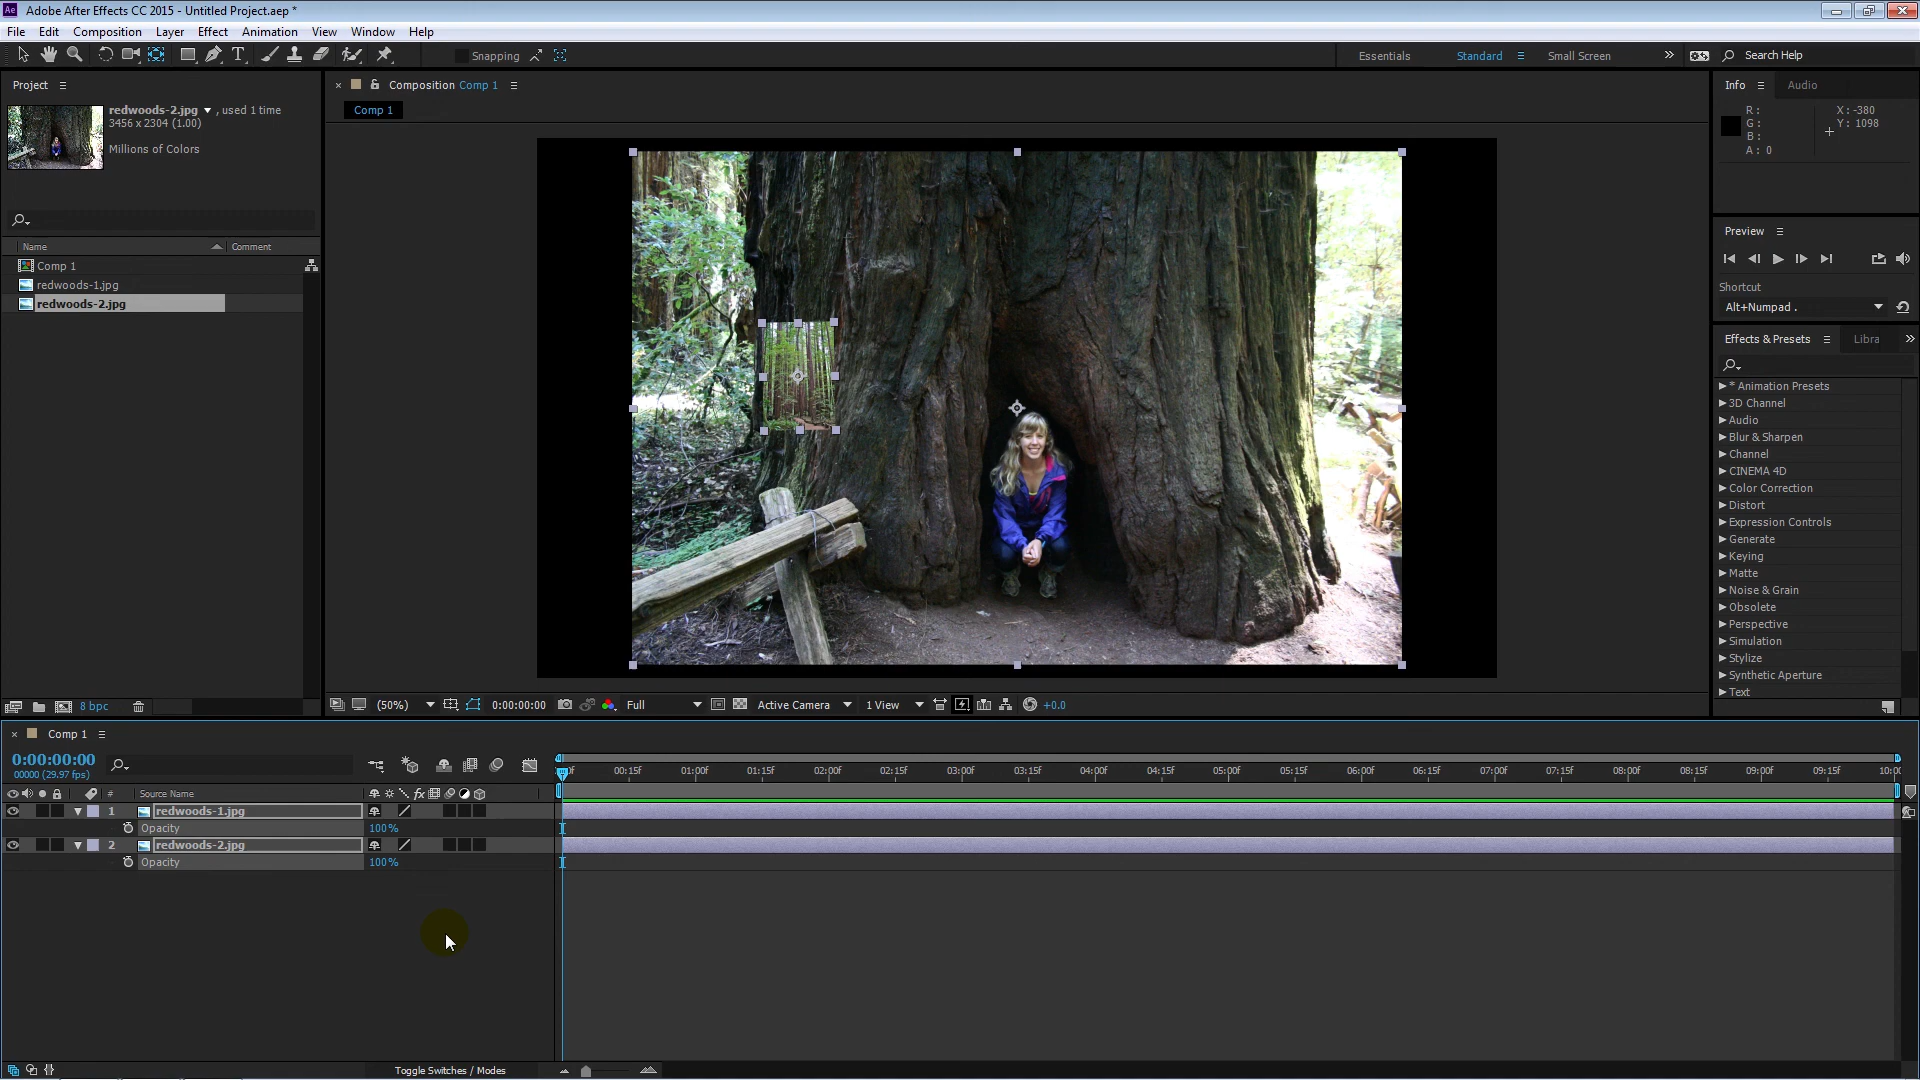 Ae Adobe After Effects CC 2015 - Untitled Project.aep *
File Edit Composition Layer Effect Animation View Window Help
T Snapping Essentials Standard Small Screen » Search Help
Project
redwoods-2.jpg , used 1 time
3456 x 2304 (1.00)
Millions of Colors
Name Comment
Comp 1
redwoods-1.jpg
redwoods-2.jpg
8 bpc
× Composition Comp 1
Comp 1
(50%) 0:00:00:00 Full Active Camera 1 View +0.0
Info Audio
R :
G :
B :
A : 0
X : -380
Y : 1098
Preview
Shortcut
Alt+Numpad .
Effects & Presets Libra »
* Animation Presets
3D Channel
Audio
Blur & Sharpen
Channel
CINEMA 4D
Color Correction
Distort
Expression Controls
Generate
Keying
Matte
Noise & Grain
Obsolete
Perspective
Simulation
Stylize
Synthetic Aperture
Text
× Comp 1
0:00:00:00
00000 (29.97 fps)
00:15f 01:00f 01:15f 02:00f 02:15f 03:00f 03:15f 04:00f 04:15f 05:00f 05:15f 06:00f 06:15f 07:00f 07:15f 08:00f 08:15f 09:00f 09:15f 10:00
# Source Name fx
1 redwoods-1.jpg
Opacity 100%
2 redwoods-2.jpg
Opacity 100%
Toggle Switches / Modes